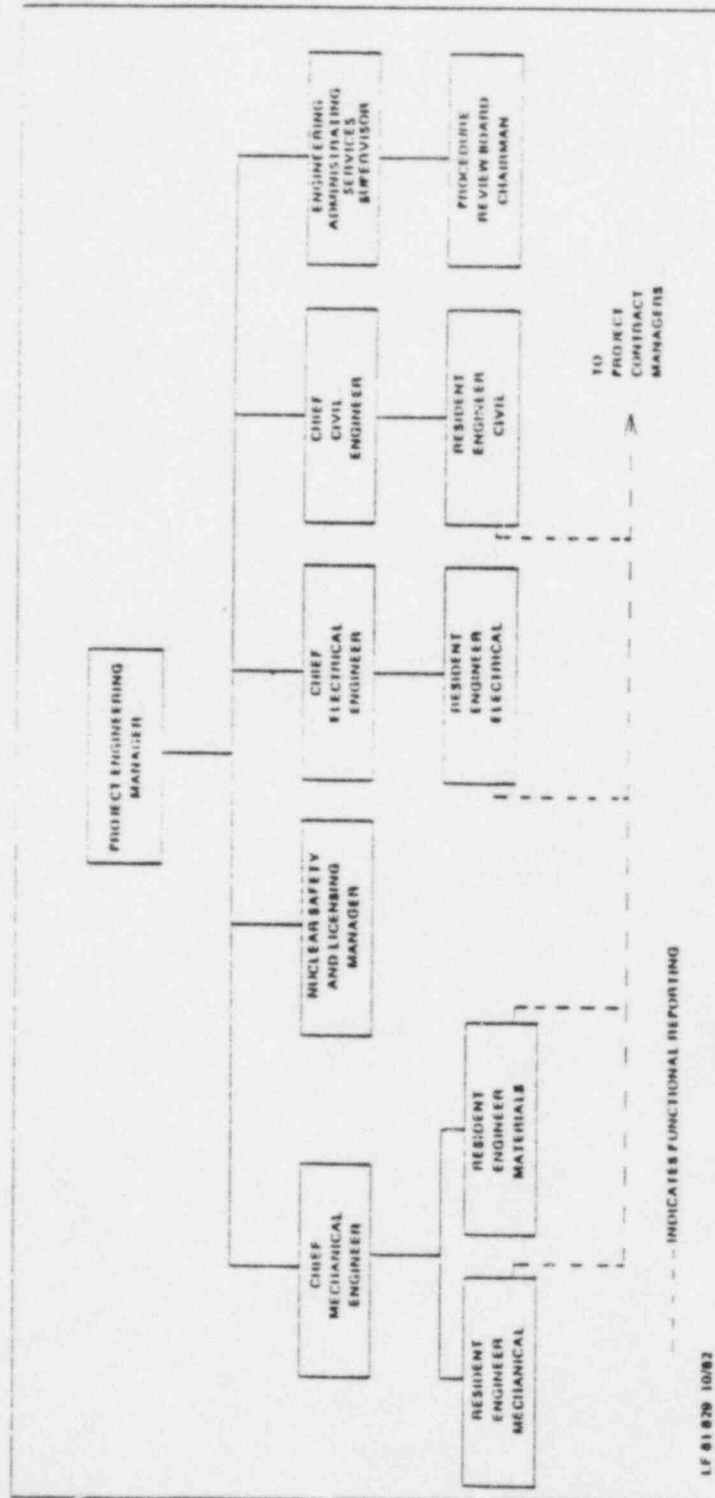 PROJECT ENGINEERING
MANAGER
CHIEF
MECHANICAL
ENGINEER
NUCLEAR SAFETY
AND LICENSING
MANAGER
CHIEF
ELECTRICAL
ENGINEER
CHIEF
CIVIL
ENGINEER
ENGINEERING
ADMINISTRATING
SERVICES
SUPERVISOR
RESIDENT
ENGINEER
MECHANICAL
RESIDENT
ENGINEER
MATERIALS
RESIDENT
ENGINEER
ELECTRICAL
RESIDENT
ENGINEER
CIVIL
PROCEDURE
REVIEW BOARD
CHAIRMAN
TO
PROJECT
CONTRACT
MANAGERS
INDICATES FUNCTIONAL REPORTING
LF 81 829 10/82